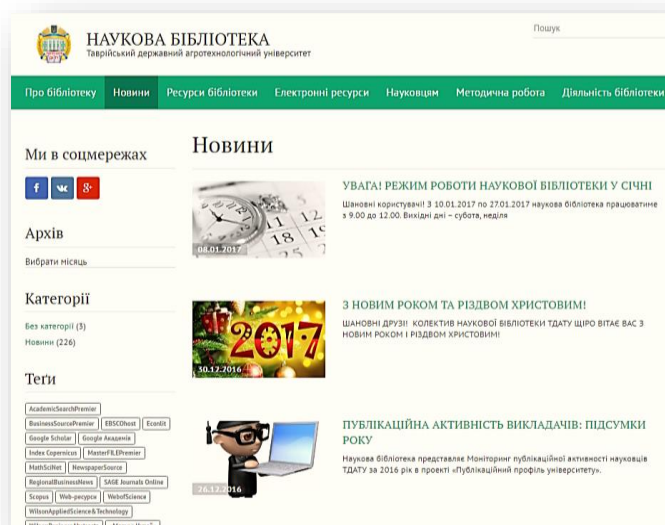 НАУКОВА БІБЛІОТЕКА
Таврійський державний агротехнологічний університет
Пошук
Про бібліотеку Новини Ресурси бібліотеки Електронні ресурси Науковцям Методична робота Діяльність бібліотеки
Ми в соцмережах
f vk g+
Архів
Вибрати місяць
Категорії
Без категорії (3)
Новини (226)
Теги
AcademicSearchPremier
BusinessSourcePremier EBSCOhost Econlit
Google Scholar Google Академія
Index Copernicus MasterFILEPremier
MathSciNet NewspaperSource
RegionalBusinessNews SAGE Journals Online
Scopus Web-ресурси WebofScience
WilsonAppliedScience&Technology
Новини
08.01.2017
УВАГА! РЕЖИМ РОБОТИ НАУКОВОЇ БІБЛІОТЕКИ У СІЧНІ
Шановні користувачі! З 10.01.2017 по 27.01.2017 наукова бібліотека працюватиме
з 9.00 до 12.00. Вихідні дні – субота, неділя
2017
30.12.2016
З НОВИМ РОКОМ ТА РІЗДВОМ ХРИСТОВИМ!
ШАНОВНІ ДРУЗІ! КОЛЕКТИВ НАУКОВОЇ БІБЛІОТЕКИ ТДАТУ ЩИРО ВІТАЄ ВАС З
НОВИМ РОКОМ І РІЗДВОМ ХРИСТОВИМ!
26.12.2016
ПУБЛІКАЦІЙНА АКТИВНІСТЬ ВИКЛАДАЧІВ: ПІДСУМКИ
РОКУ
Наукова бібліотека представляє Моніторинг публікаційної активності науковців
ТДАТУ за 2016 рік в проекті «Публікаційний профіль університету».